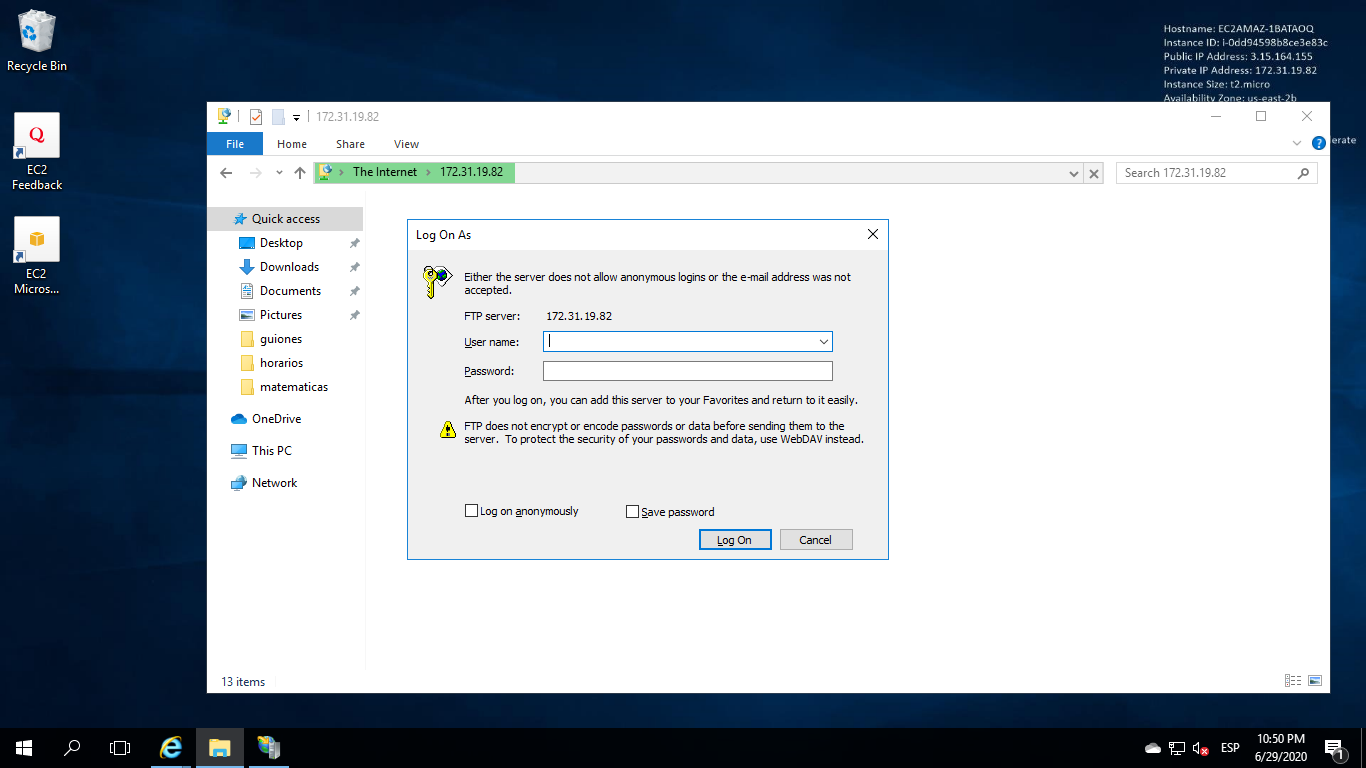 Recycle Bin
EC2
Feedback
EC2
Micros...
Hostname: EC2AMAZ-1BATAOQ
Instance ID: i-0dd94598b8ce3e83c
Public IP Address: 3.15.164.155
Private IP Address: 172.31.19.82
Instance Size: t2.micro
Availability Zone: us-east-2b
erate
172.31.19.82
File Home Share View
The Internet 172.31.19.82
Search 172.31.19.82
Quick access
Desktop
Downloads
Documents
Pictures
guiones
horarios
matematicas
OneDrive
This PC
Network
Log On As
Either the server does not allow anonymous logins or the e-mail address was not
accepted.
FTP server: 172.31.19.82
User name:
Password:
After you log on, you can add this server to your Favorites and return to it easily.
FTP does not encrypt or encode passwords or data before sending them to the
server. To protect the security of your passwords and data, use WebDAV instead.
Log on anonymously Save password
Log On Cancel
13 items
ESP
10:50 PM
6/29/2020
1